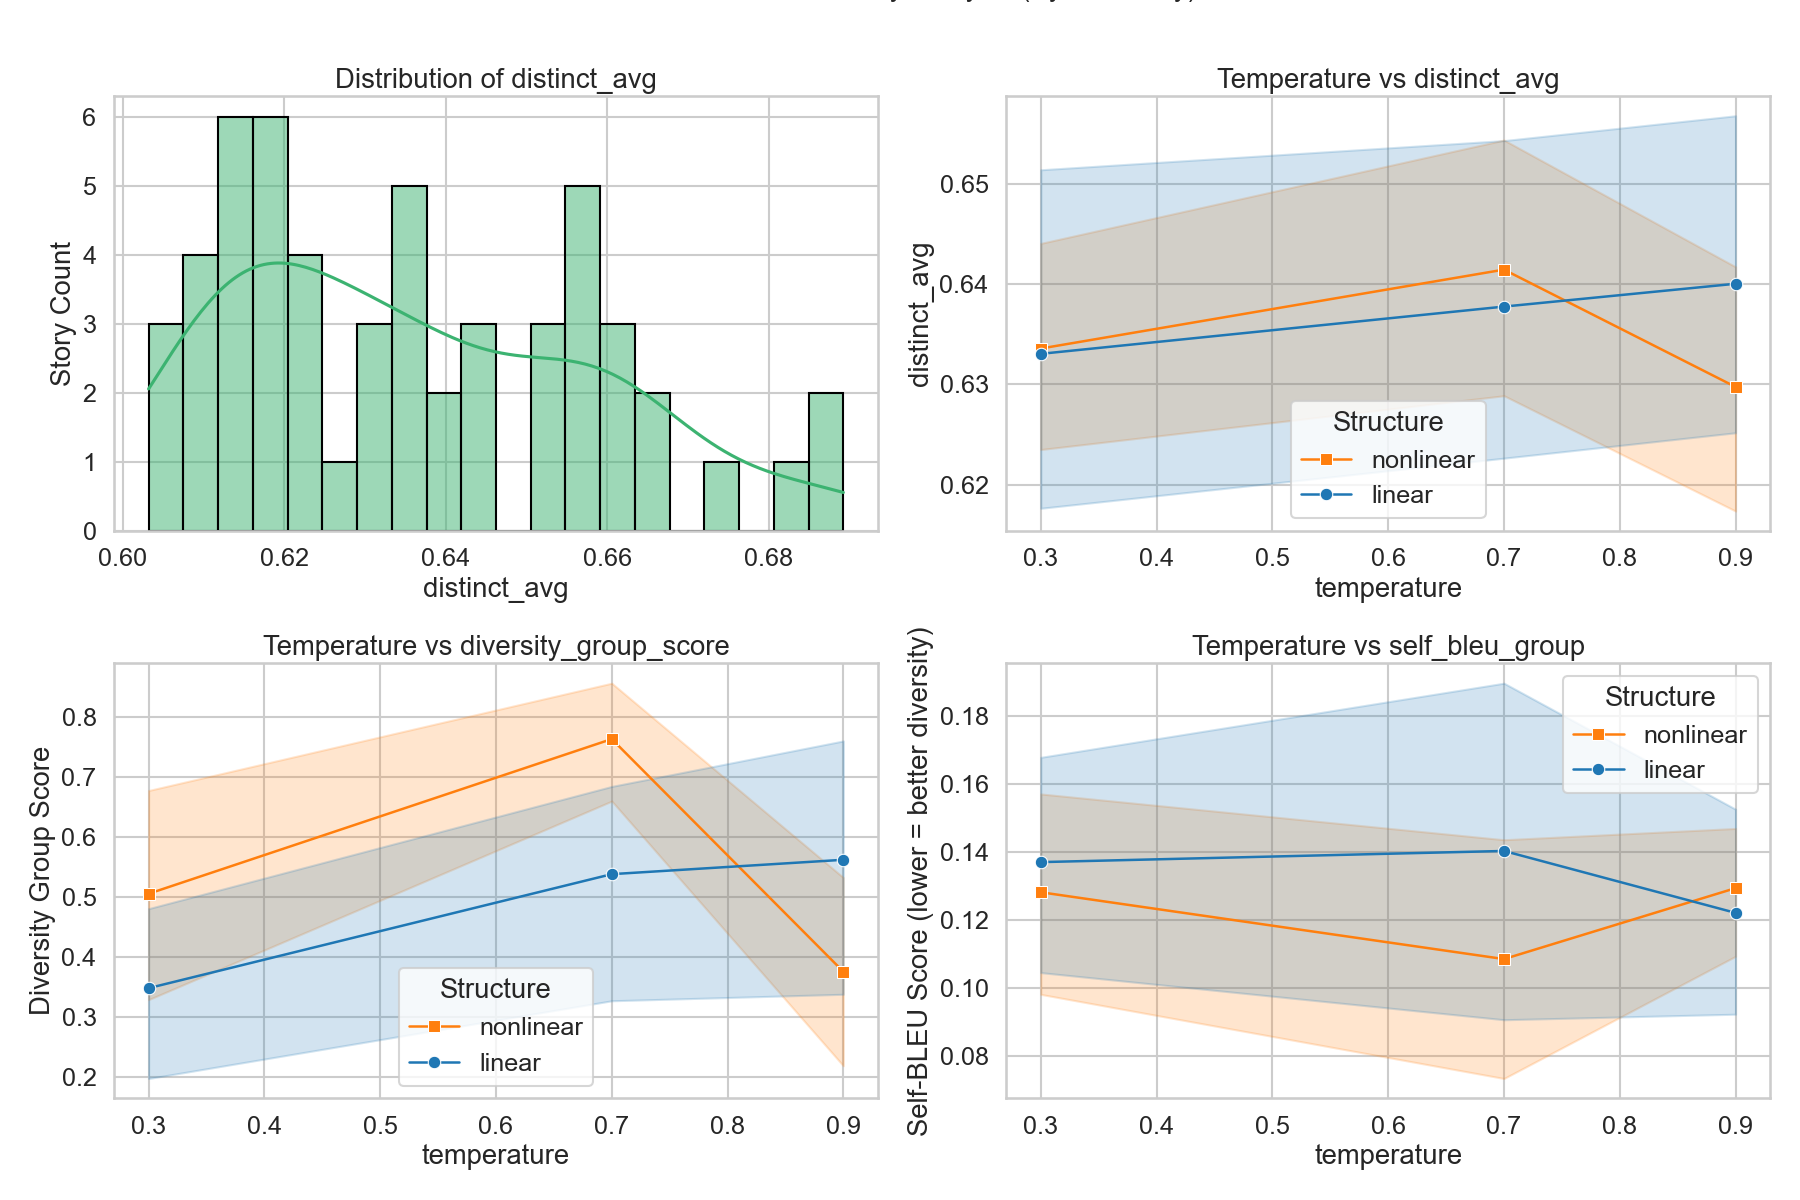 Distribution of distinct_avg
Story Count
6
5
4
3
2
1
0
0.60 0.62 0.64 0.66 0.68
distinct_avg
Temperature vs distinct_avg
distinct_avg
0.65
0.64
0.63
0.62
Structure
nonlinear
linear
0.3 0.4 0.5 0.6 0.7 0.8 0.9
temperature
Temperature vs diversity_group_score
Diversity Group Score
0.8
0.7
0.6
0.5
0.4
0.3
0.2
Structure
nonlinear
linear
0.3 0.4 0.5 0.6 0.7 0.8 0.9
temperature
Temperature vs self_bleu_group
Self-BLEU Score (lower = better diversity)
0.18
0.16
0.14
0.12
0.10
0.08
Structure
nonlinear
linear
0.3 0.4 0.5 0.6 0.7 0.8 0.9
temperature